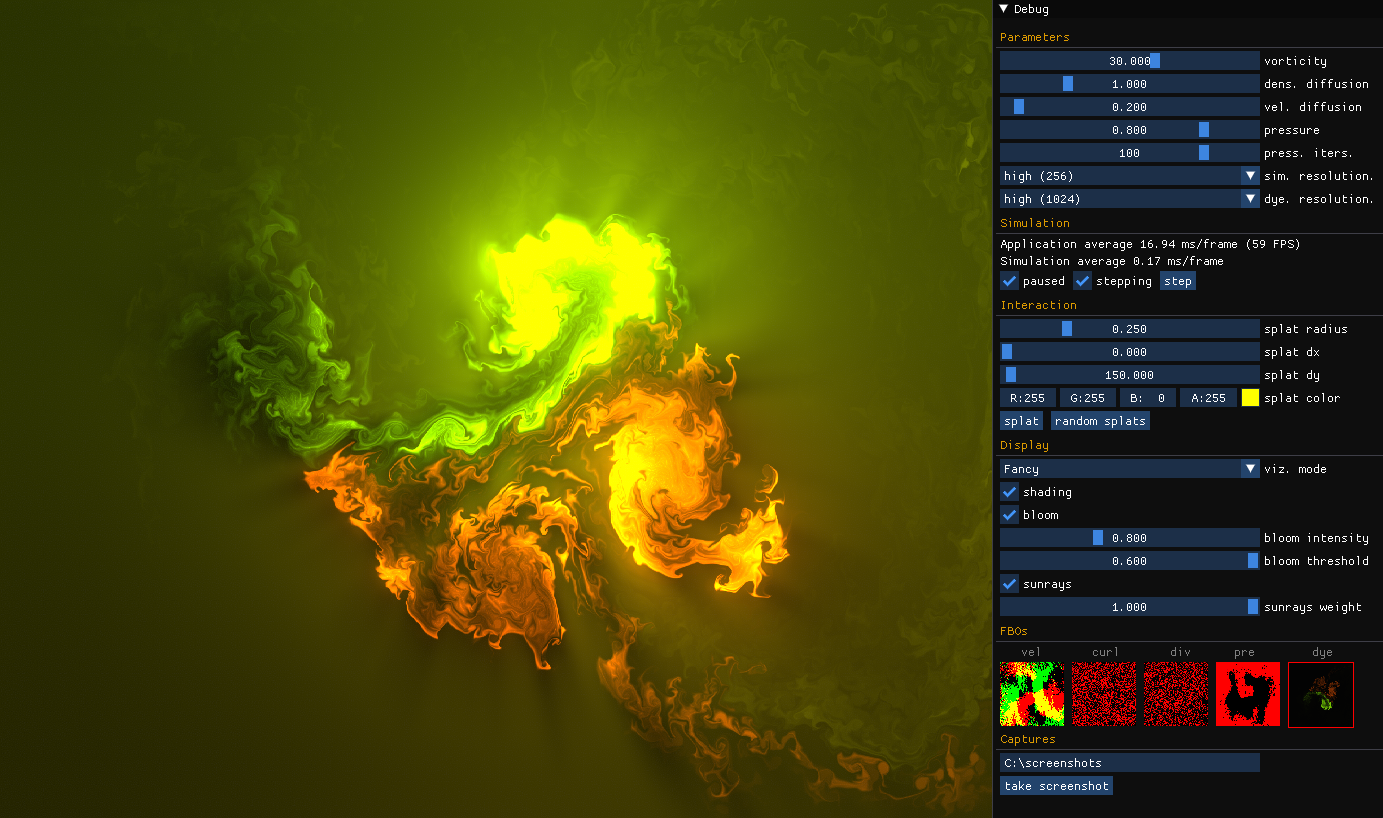 Debug
Parameters
30.000 vorticity
1.000 dens. diffusion
0.200 vel. diffusion
0.800 pressure
100 press. iters.
high (256) sim. resolution.
high (1024) dye. resolution.
Simulation
Application average 16.94 ms/frame (59 FPS)
Simulation average 0.17 ms/frame
paused stepping step
Interaction
0.250 splat radius
0.000 splat dx
150.000 splat dy
R:255 G:255 B: 0 A:255 splat color
splat random splats
Display
Fancy viz. mode
shading
bloom
0.800 bloom intensity
0.600 bloom threshold
sunrays
1.000 sunrays weight
FBOs
vel curl div pre dye
Captures
C:\screenshots
take screenshot